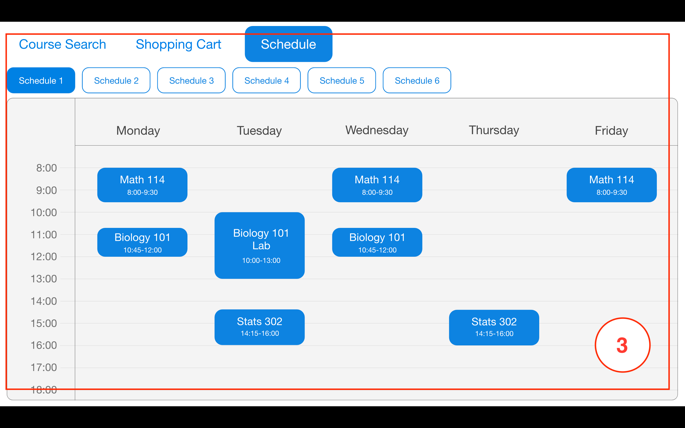 Course Search Shopping Cart Schedule
Schedule 1 Schedule 2 Schedule 3 Schedule 4 Schedule 5 Schedule 6
Monday Tuesday Wednesday Thursday Friday
8:00
Math 114 Math 114 Math 114
8:00-9:30 8:00-9:30 8:00-9:30
9:00
10:00
11:00
Biology 101 Biology 101 Lab Biology 101
10:45-12:00 10:00-13:00 10:45-12:00
12:00
13:00
14:00
15:00
Stats 302 Stats 302
14:15-16:00 14:15-16:00
16:00
3
17:00
18:00